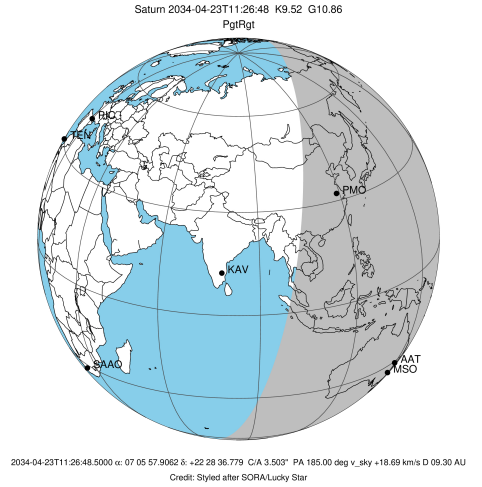 Saturn 2034-04-23T11:26:48 K9.52 G10.86
PgtRgt
PIC
TEN
PMO
KAV
SAAO
AAT
MSO
2034-04-23T11:26:48.5000 α: 07 05 57.9062 δ: +22 28 36.779 C/A 3.503" PA 185.00 deg v_sky +18.69 km/s D 09.30 AU
Credit: Styled after SORA/Lucky Star